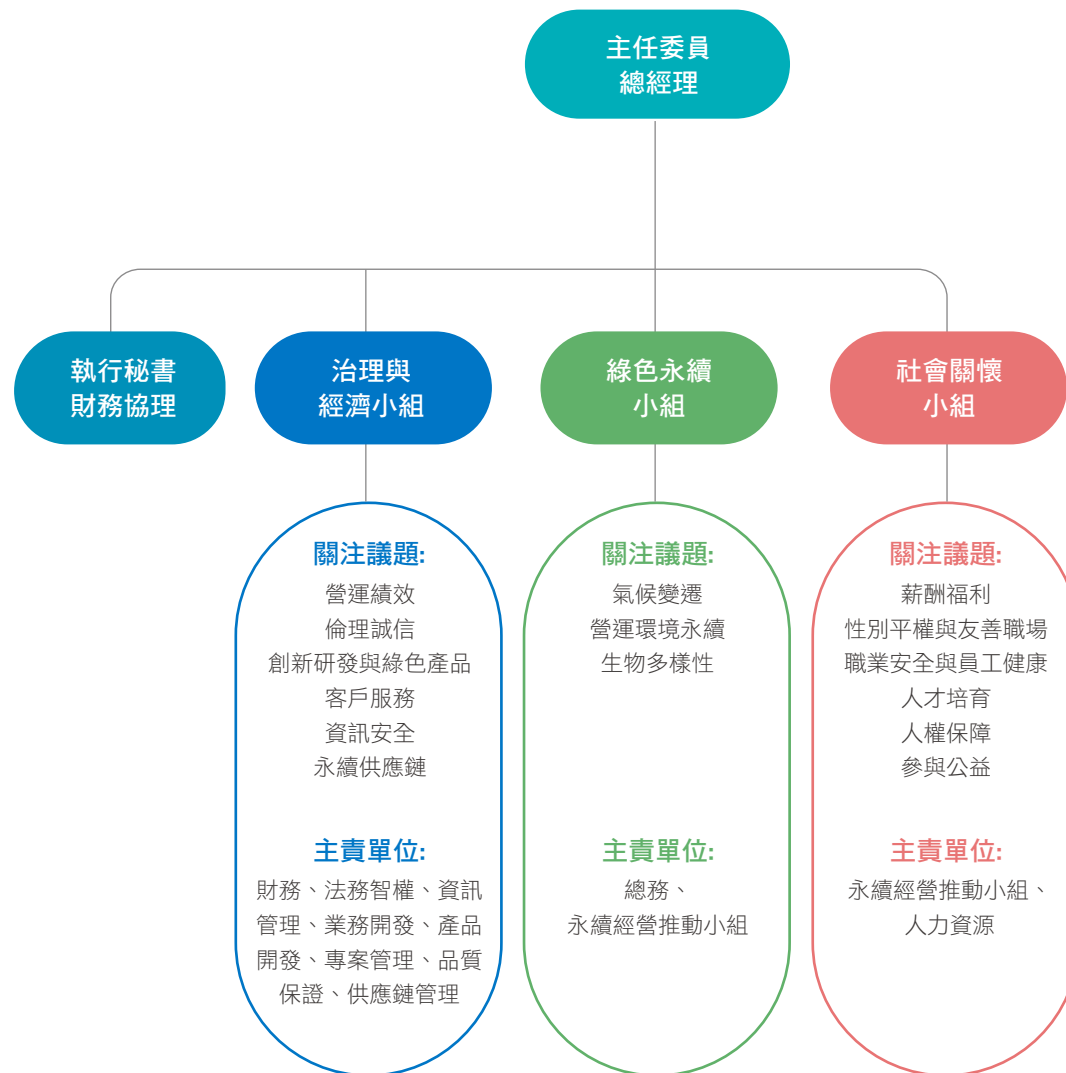 主任委員
總經理
執行秘書
財務協理
治理與
經濟小組
綠色永續
小組
社會關懷
小組
關注議題:
營運績效
倫理誠信
創新研發與綠色產品
客戶服務
資訊安全
永續供應鏈
主責單位:
財務、法務智權、資訊
管理、業務開發、產品
開發、專案管理、品質
保證、供應鏈管理
關注議題:
氣候變遷
營運環境永續
生物多樣性
主責單位:
總務、
永續經營推動小組
關注議題:
薪酬福利
性別平權與友善職場
職業安全與員工健康
人才培育
人權保障
參與公益
主責單位:
永續經營推動小組、
人力資源